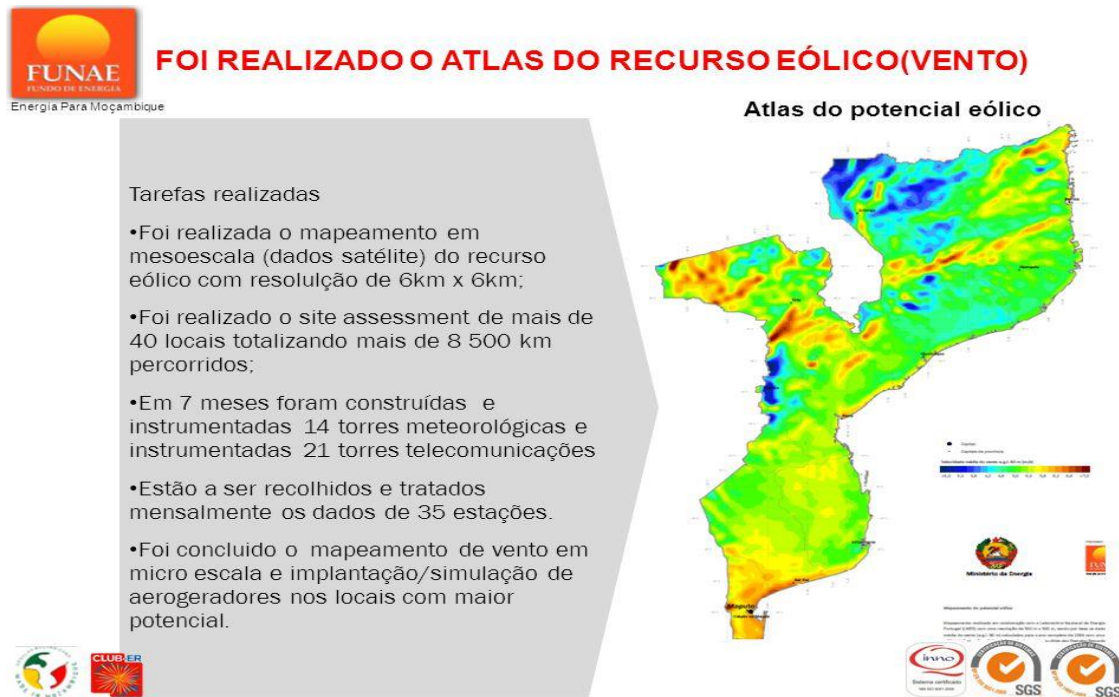 FUNAE
FUNDO DE ENERGIA
Energia Para Moçambique
FOI REALIZADO O ATLAS DO RECURSO EÓLICO(VENTO)
Atlas do potencial eólico
Tarefas realizadas
•Foi realizada o mapeamento em
mesoescala (dados satélite) do recurso
eólico com resolulção de 6km x 6km;
•Foi realizado o site assessment de mais de
40 locais totalizando mais de 8 500 km
percorridos;
•Em 7 meses foram construídas e
instrumentadas 14 torres meteorológicas e
instrumentadas 21 torres telecomunicações
•Estão a ser recolhidos e tratados
mensalmente os dados de 35 estações.
•Foi concluido o mapeamento de vento em
micro escala e implantação/simulação de
aerogeradores nos locais com maior
potencial.
Maputo
Ministério da Energia
CLUB:ER
inno
Sistema certificado
SGS
SGS